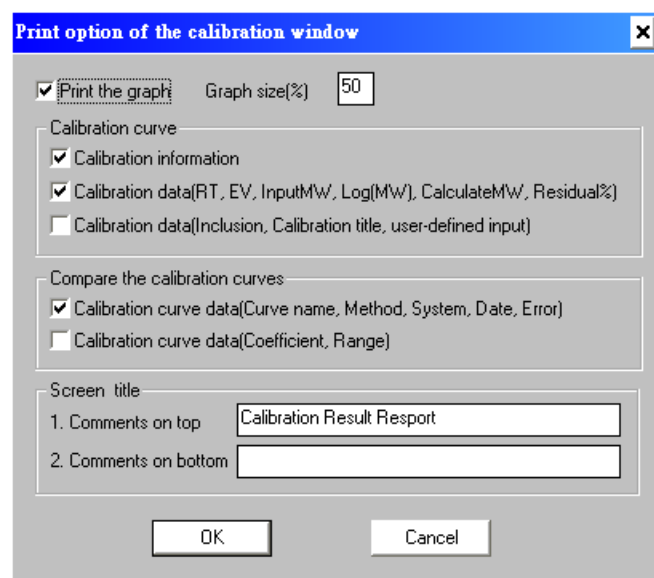 Print option of the calibration window
Print the graph Graph size(%) 50
Calibration curve
Calibration information
Calibration data(RT, EV, InputMW, Log(MW), CalculateMW, Residual%)
Calibration data(Inclusion, Calibration title, user-defined input)
Compare the calibration curves
Calibration curve data(Curve name, Method, System, Date, Error)
Calibration curve data(Coefficient, Range)
Screen title
1. Comments on top Calibration Result Resport
2. Comments on bottom
OK Cancel